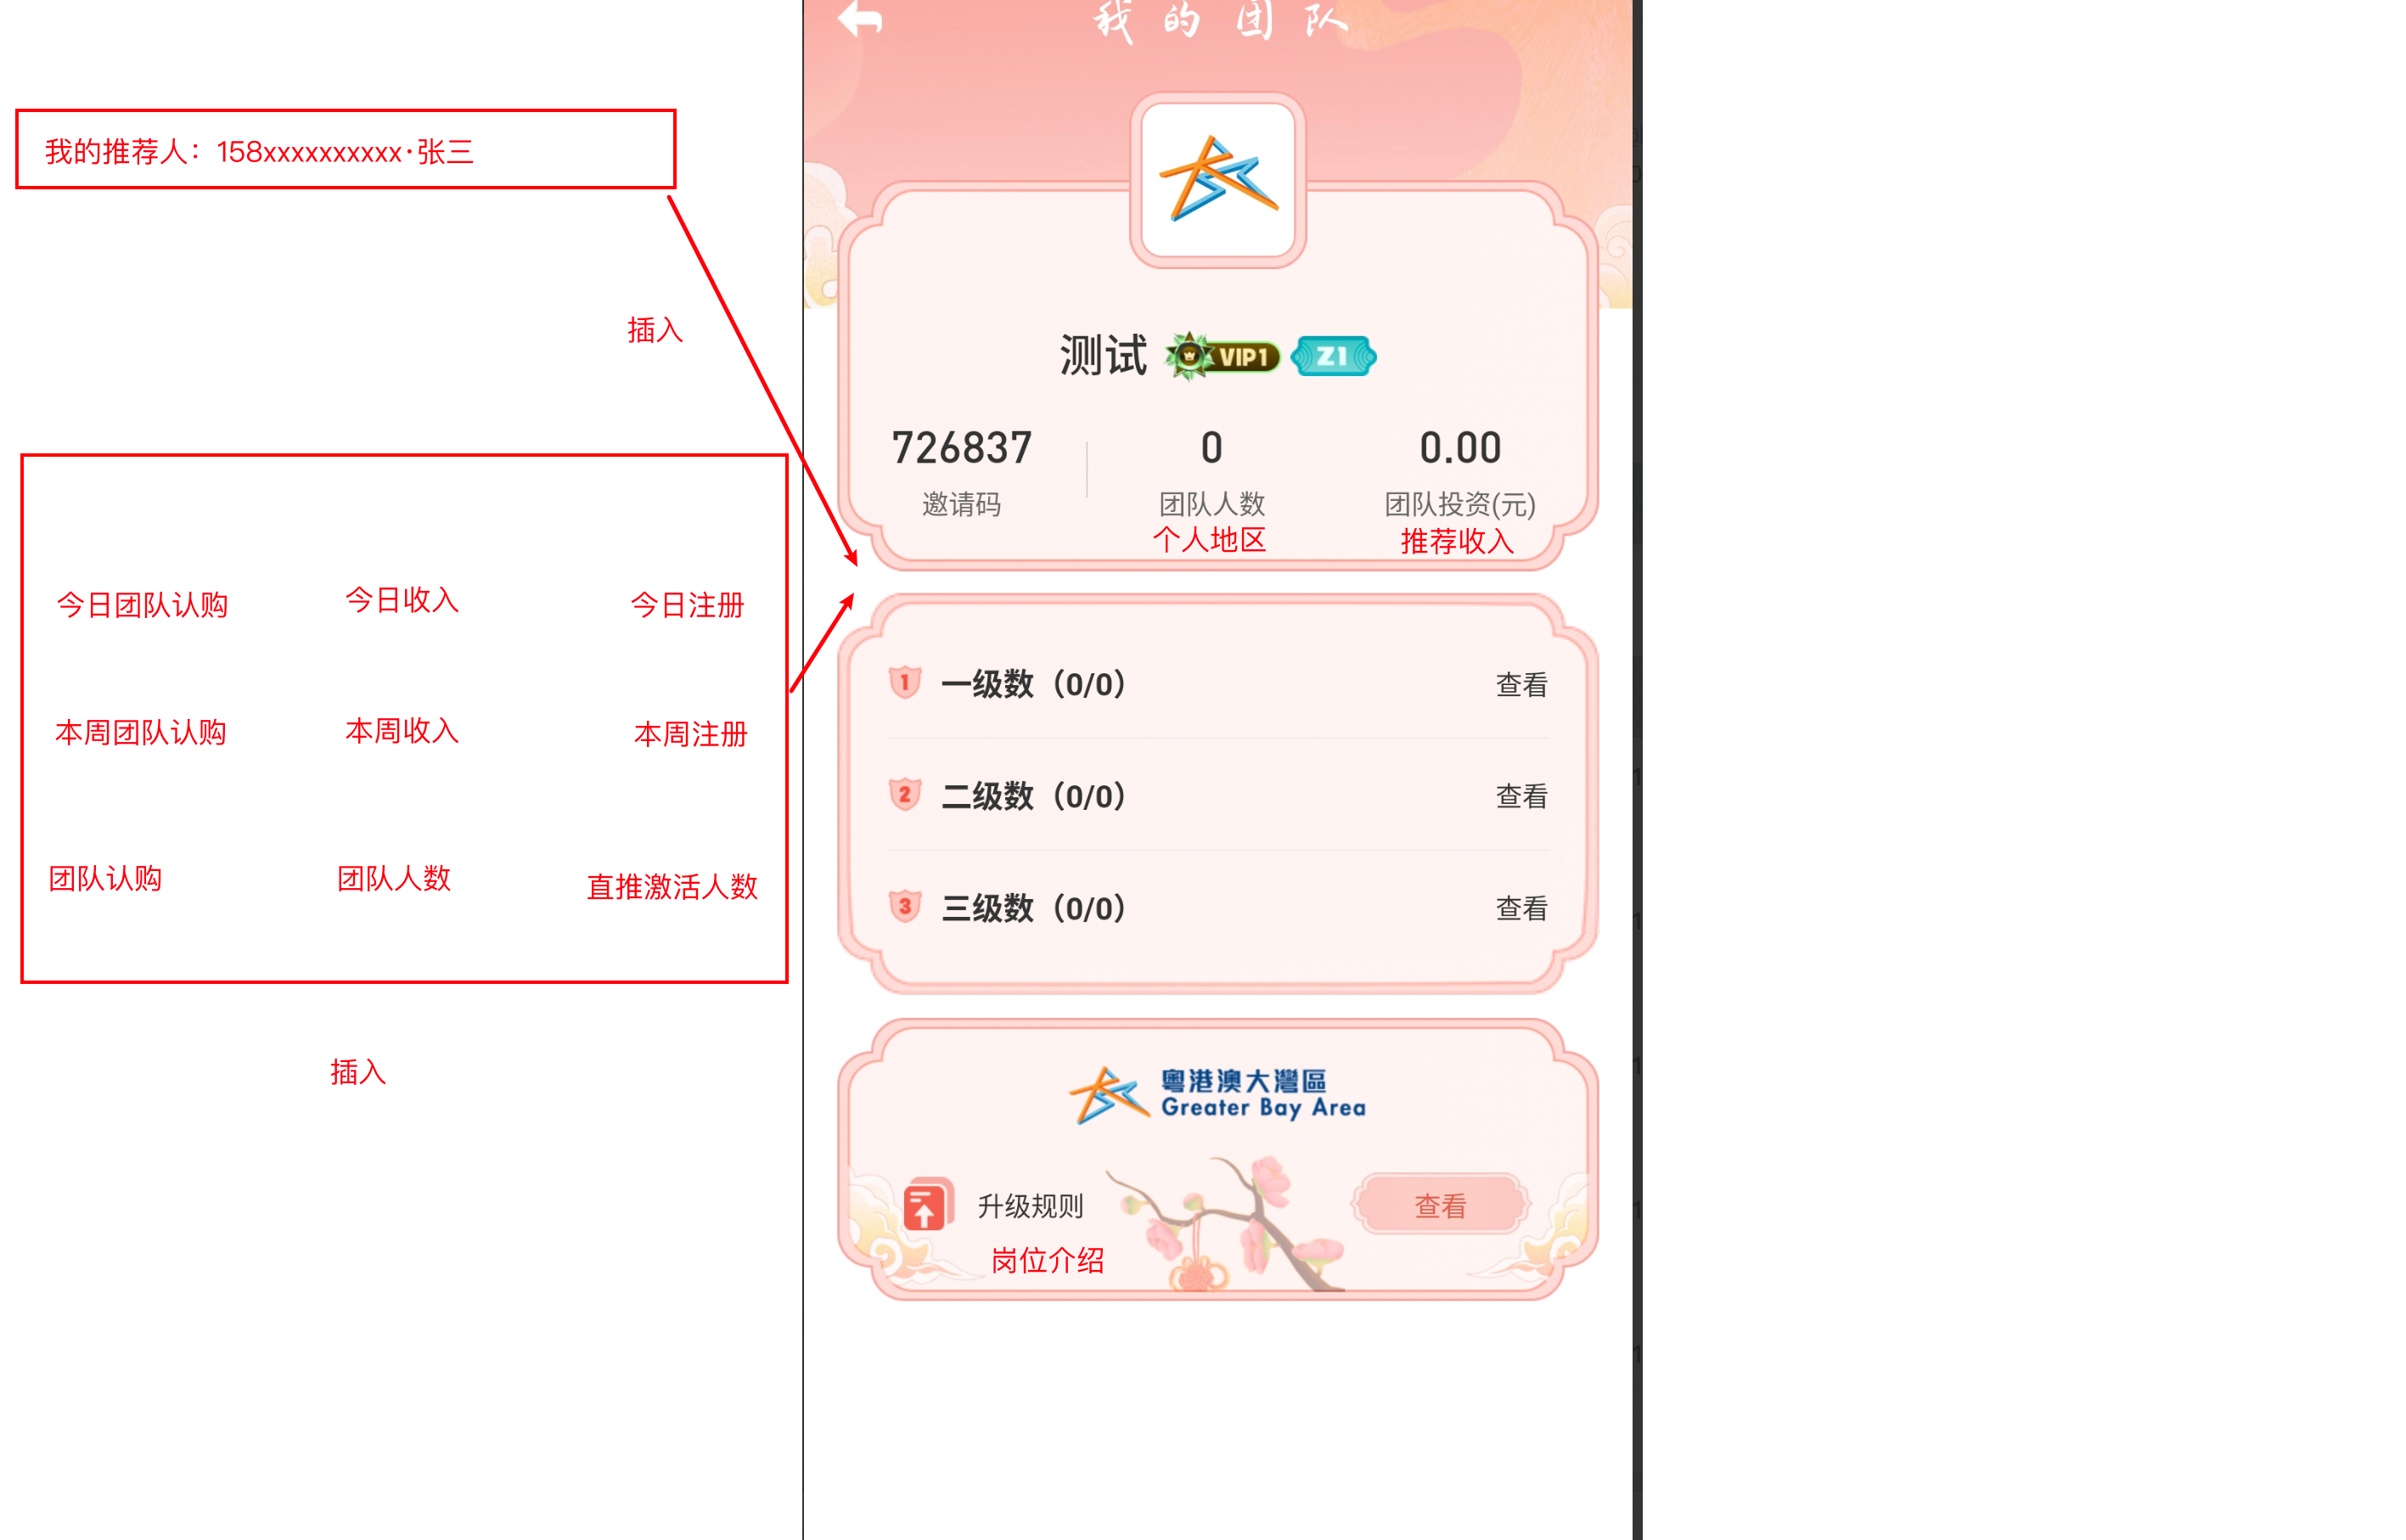 我的团队
我的推荐人：158xxxxxxxxxx·张三
插入
测试 VIP1 Z1
726837 0 0.00
邀请码 团队人数 团队投资(元)
个人地区 推荐收入
今日团队认购 今日收入 今日注册
本周团队认购 本周收入 本周注册
团队认购 团队人数 直推激活人数
插入
1 一级数（0/0） 查看
2 二级数（0/0） 查看
3 三级数（0/0） 查看
粵港澳大灣區
Greater Bay Area
升级规则 查看
岗位介绍